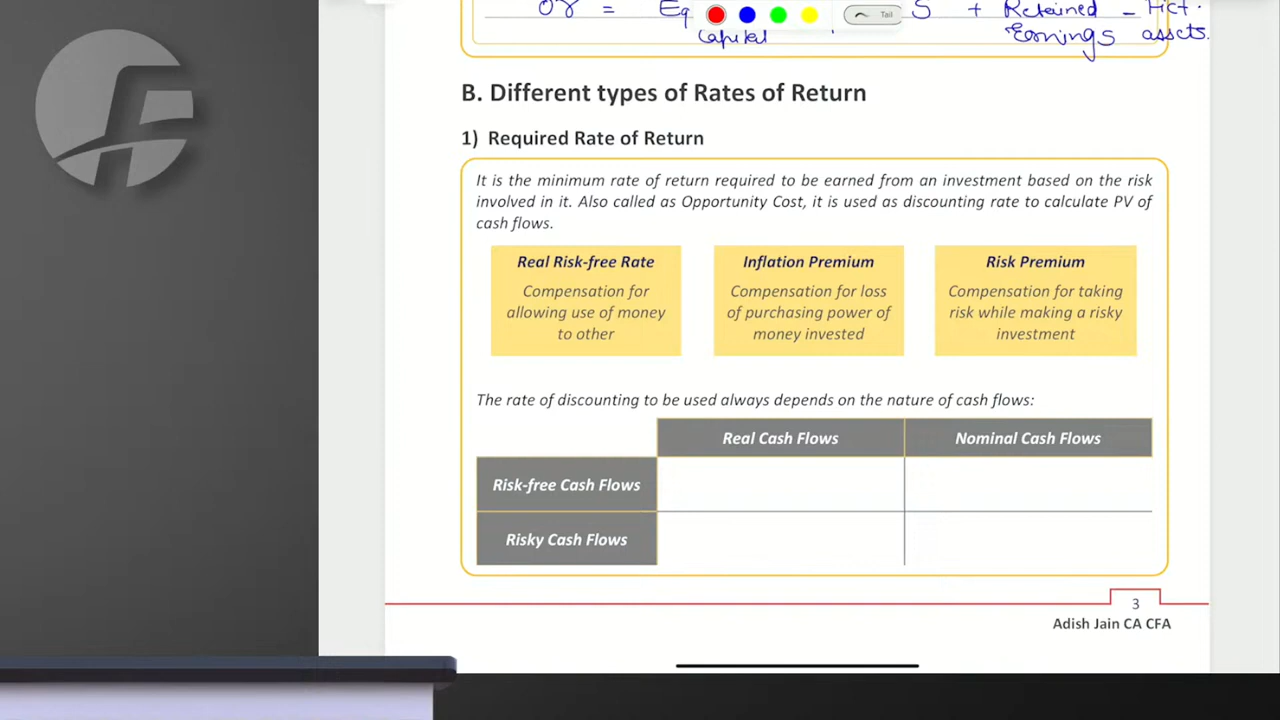 or = Eq S + Retained –
Tail
Capital Earnings assets.
B. Different types of Rates of Return
1) Required Rate of Return
It is the minimum rate of return required to be earned from an investment based on the risk
involved in it. Also called as Opportunity Cost, it is used as discounting rate to calculate PV of
cash flows.
Real Risk-free Rate
Compensation for
allowing use of money
to other
Inflation Premium
Compensation for loss
of purchasing power of
money invested
Risk Premium
Compensation for taking
risk while making a risky
investment
The rate of discounting to be used always depends on the nature of cash flows:
Real Cash Flows Nominal Cash Flows
Risk-free Cash Flows
Risky Cash Flows
3
Adish Jain CA CFA